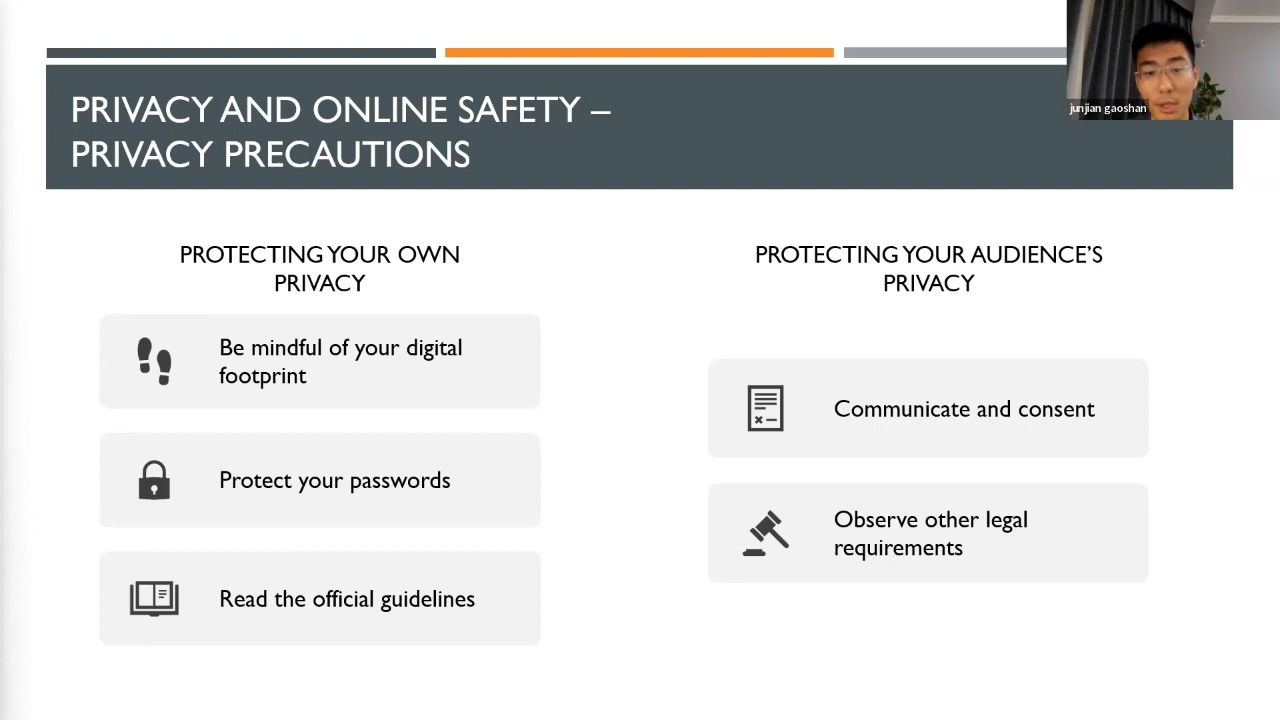 PRIVACY AND ONLINE SAFETY –
PRIVACY PRECAUTIONS
junjian gaoshan
PROTECTING YOUR OWN
PRIVACY
Be mindful of your digital
footprint
Protect your passwords
Read the official guidelines
PROTECTING YOUR AUDIENCE’S
PRIVACY
Communicate and consent
Observe other legal
requirements